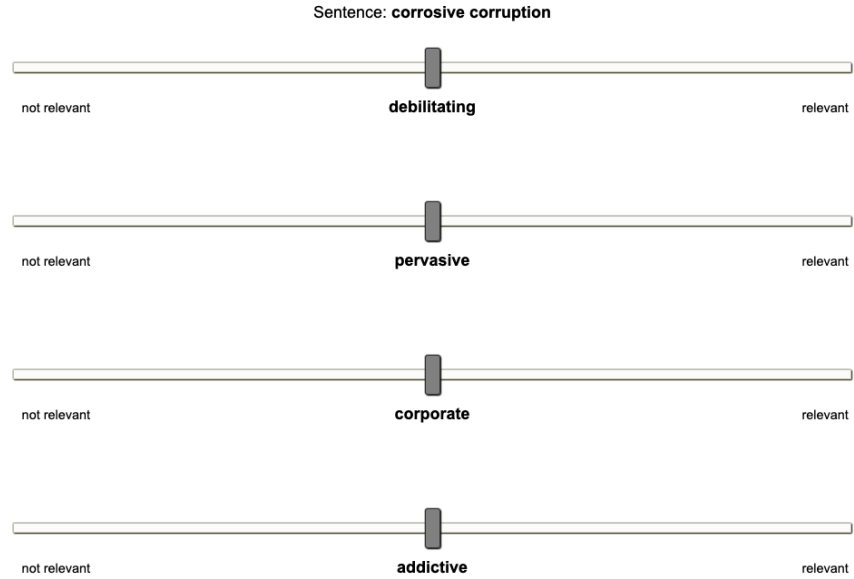 Sentence: corrosive corruption
not relevant debilitating relevant
not relevant pervasive relevant
not relevant corporate relevant
not relevant addictive relevant